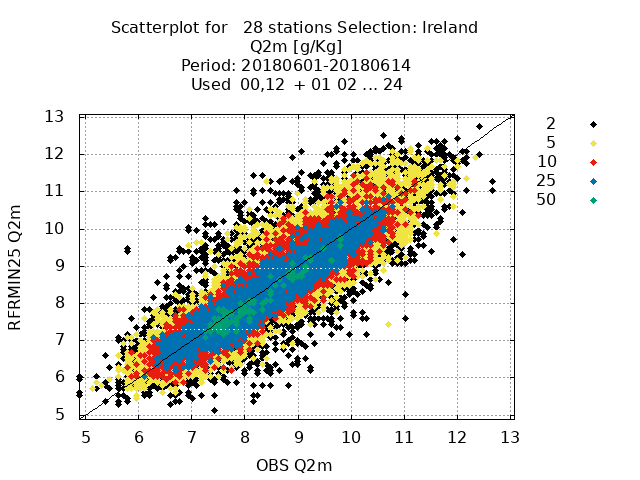 Scatterplot for   28 stations Selection: Ireland
Q2m [g/Kg]
Period: 20180601-20180614
Used  00,12  + 01 02 ... 24
RFRMIN25 Q2m
13
12
11
10
9
8
7
6
5
5 6 7 8 9 10 11 12 13
OBS Q2m
2
5
10
25
50